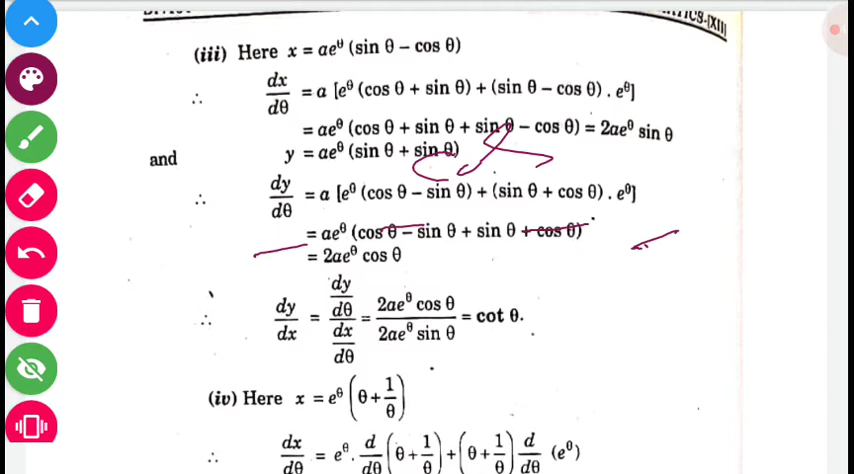 ATICS-[XII]
(iii) Here x = ae^θ (sin θ – cos θ)
∴ dx/dθ = a [e^θ (cos θ + sin θ) + (sin θ – cos θ) . e^θ]
= ae^θ (cos θ + sin θ + sin θ – cos θ) = 2ae^θ sin θ
and y = ae^θ (sin θ + sin θ)
∴ dy/dθ = a [e^θ (cos θ – sin θ) + (sin θ + cos θ) . e^θ]
= ae^θ (cos θ – sin θ + sin θ + cos θ)
= 2ae^θ cos θ
∴ dy/dx = (dy/dθ)/(dx/dθ) = (2ae^θ cos θ)/(2ae^θ sin θ) = cot θ.
(iv) Here x = e^θ (θ + 1/θ)
∴ dx/dθ = e^θ . d/dθ (θ + 1/θ) + (θ + 1/θ) d/dθ (e^θ)